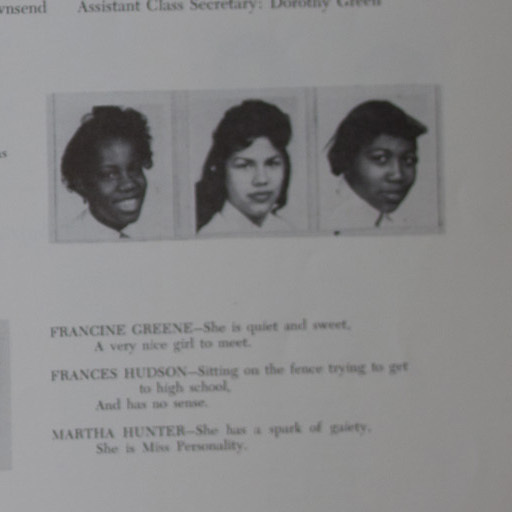 Assistant Class Secretary: Dorothy Green
FRANCINE GREENE—She is quiet and sweet,
A very nice girl to meet.
FRANCES HUDSON—Sitting on the fence trying to get
to high school,
And has no sense.
MARTHA HUNTER—She has a spark of gaiety,
She is Miss Personality.